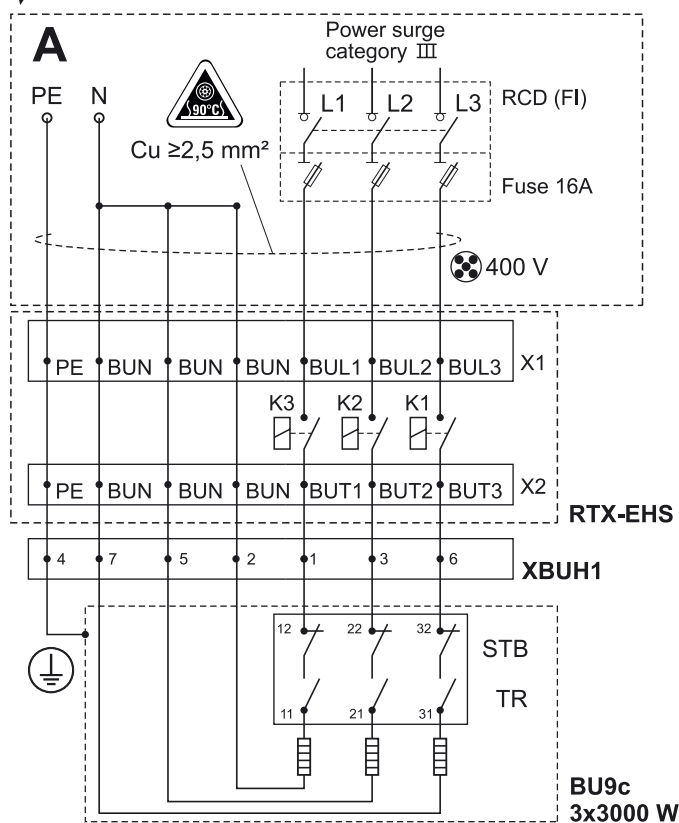 A
Power surge
category III
RCD (FI)
PE N L1 L2 L3
90°C
Cu ≥2,5 mm²
Fuse 16A
400 V
PE BUN BUN BUN BUL1 BUL2 BUL3 X1
K3 K2 K1
PE BUN BUN BUN BUT1 BUT2 BUT3 X2
RTX-EHS
4 7 5 2 1 3 6
XBUH1
12 22 32
STB
TR
11 21 31
BU9c
3x3000 W